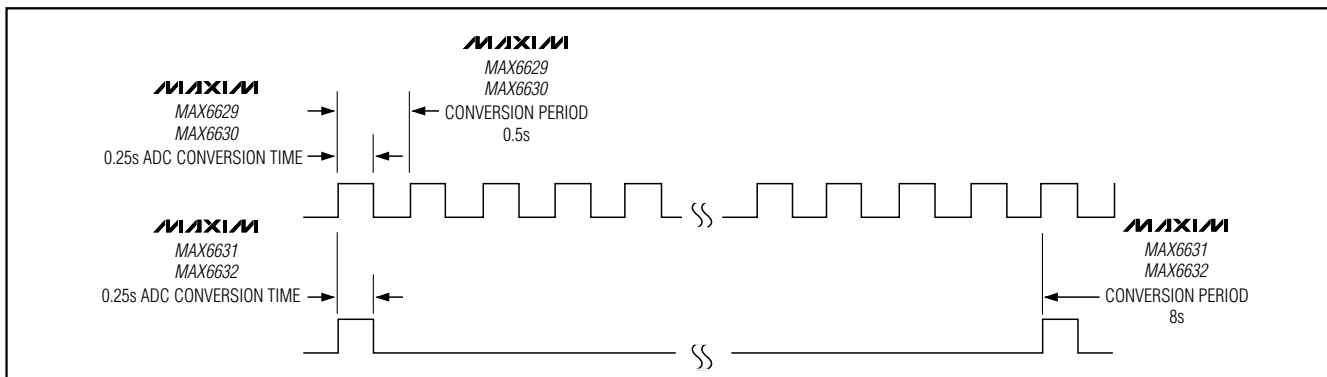 MAXIM
MAX6629
MAX6630
CONVERSION PERIOD
0.5s
MAXIM
MAX6629
MAX6630
0.25s ADC CONVERSION TIME
MAXIM
MAX6631
MAX6632
0.25s ADC CONVERSION TIME
MAXIM
MAX6631
MAX6632
CONVERSION PERIOD
8s